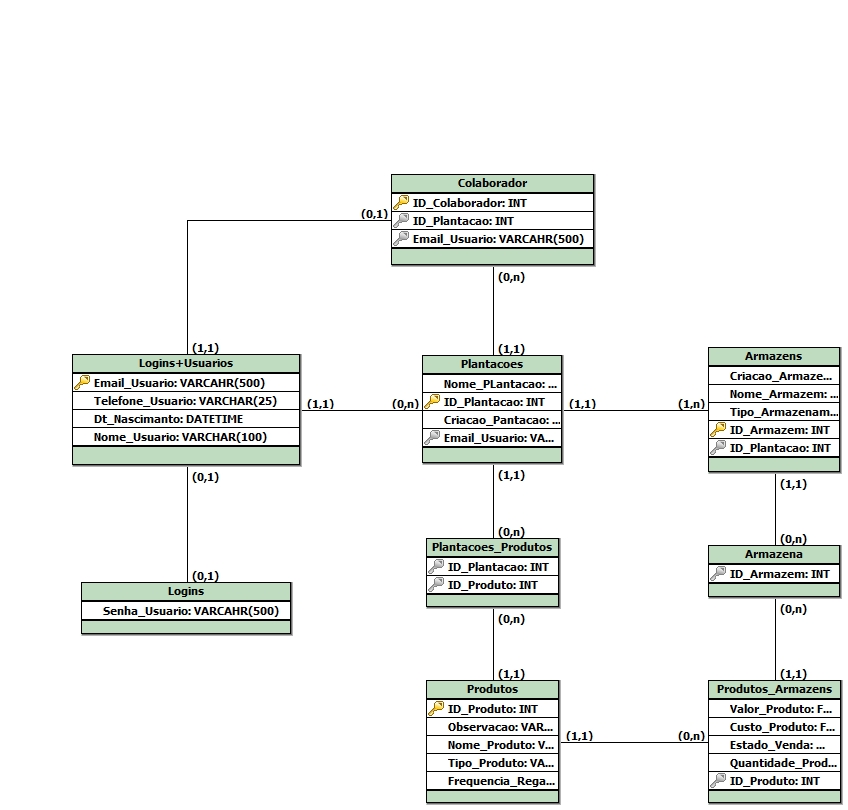 Colaborador
ID_Colaborador: INT
(0,1)
ID_Plantacao: INT
Email_Usuario: VARCAHR(500)
(0,n)
(1,1)
Logins+Usuarios
Email_Usuario: VARCAHR(500)
Telefone_Usuario: VARCHAR(25)
Dt_Nascimanto: DATETIME
Nome_Usuario: VARCHAR(100)
(1,1)
(0,n)
(1,1)
Plantacoes
Nome_PLantacao: ...
ID_Plantacao: INT
Criacao_Pantacao: ...
Email_Usuario: VA...
(1,1)
(1,n)
Armazens
Criacao_Armaze...
Nome_Armazem: ...
Tipo_Armazenam...
ID_Armazem: INT
ID_Plantacao: INT
(0,1)
(0,1)
Logins
Senha_Usuario: VARCAHR(500)
(1,1)
(0,n)
Plantacoes_Produtos
ID_Plantacao: INT
ID_Produto: INT
(0,n)
(1,1)
(1,1)
(0,n)
Armazena
ID_Armazem: INT
(0,n)
(1,1)
Produtos
ID_Produto: INT
Observacao: VAR...
Nome_Produto: V...
Tipo_Produto: VA...
Frequencia_Rega...
(1,1)
(0,n)
Produtos_Armazens
Valor_Produto: F...
Custo_Produto: F...
Estado_Venda: ...
Quantidade_Prod...
ID_Produto: INT